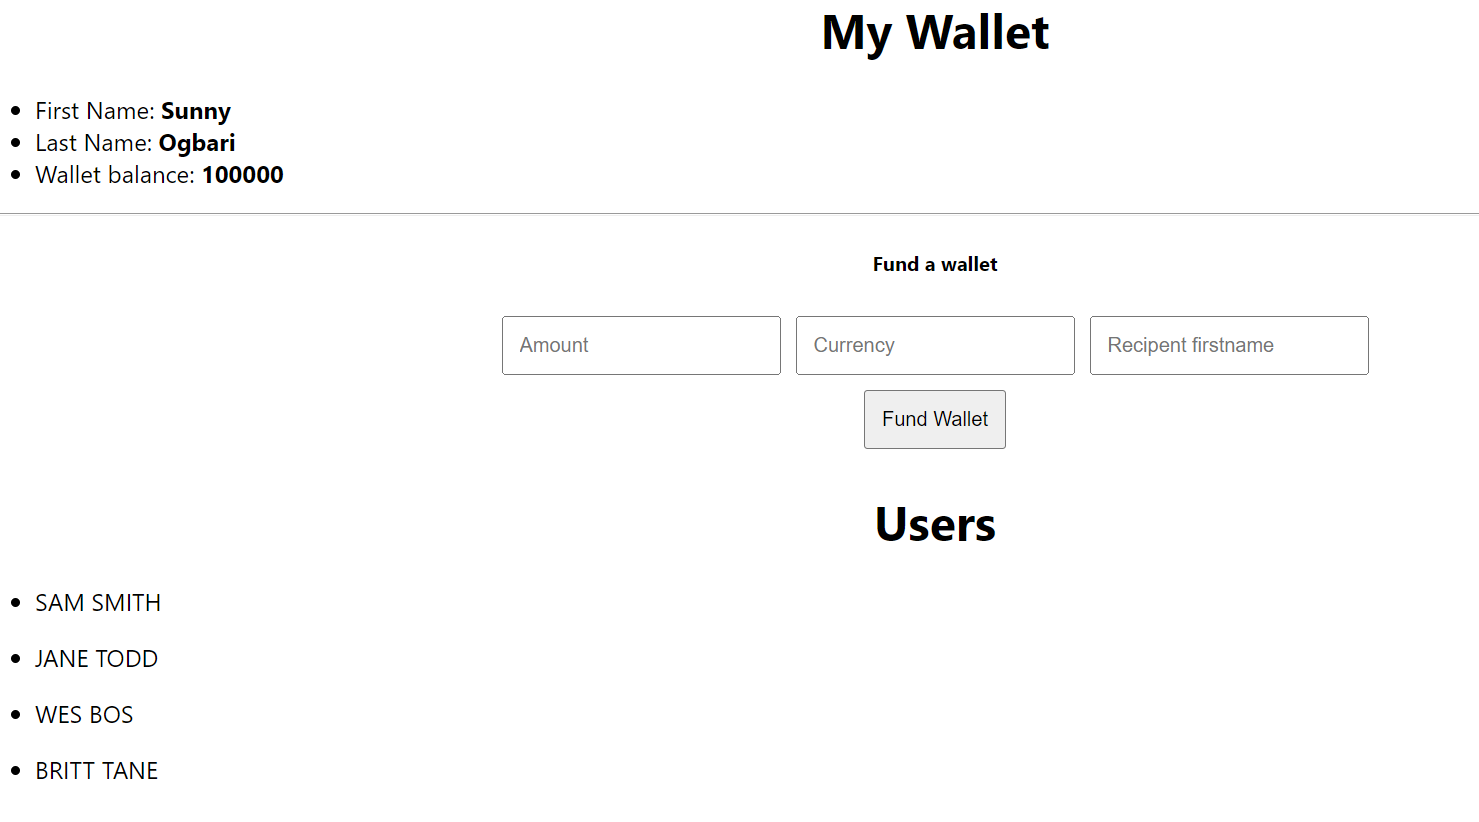 My Wallet
First Name: Sunny
Last Name: Ogbari
Wallet balance: 100000
Fund a wallet
Amount Currency Recipent firstname
Fund Wallet
Users
SAM SMITH
JANE TODD
WES BOS
BRITT TANE